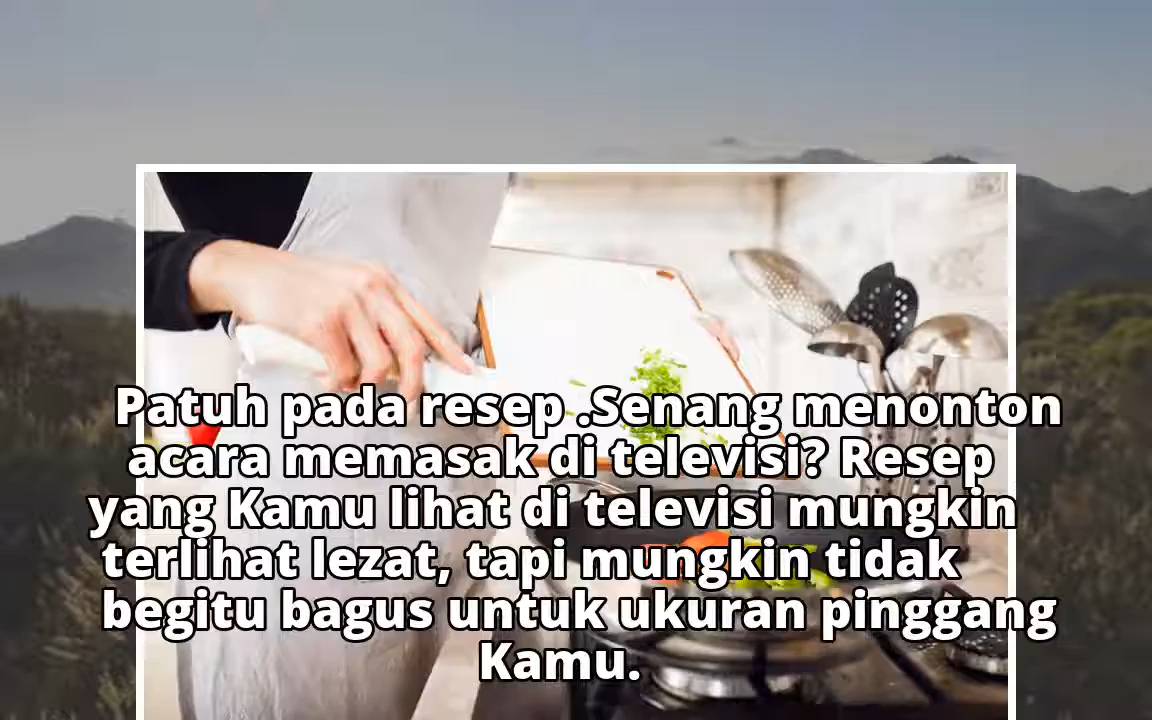 Patuh pada resep .Senang menonton
acara memasak di televisi? Resep
yang Kamu lihat di televisi mungkin
terlihat lezat, tapi mungkin tidak
begitu bagus untuk ukuran pinggang
Kamu.